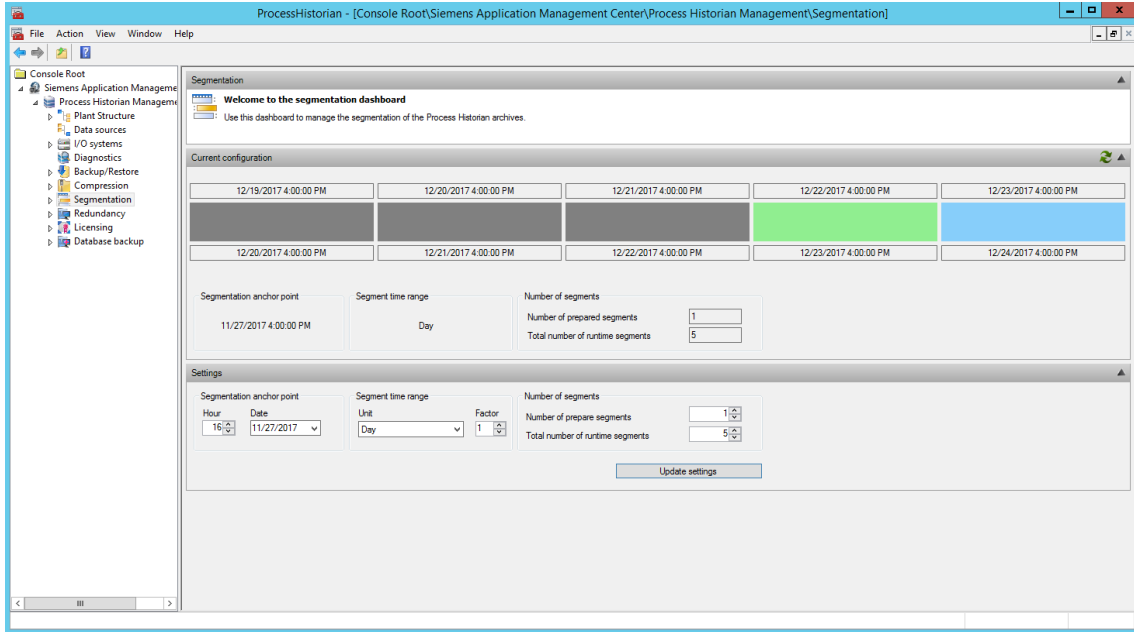 ProcessHistorian - [Console Root\Siemens Application Management Center\Process Historian Management\Segmentation]
File Action View Window Help
Console Root
Siemens Application Manageme
Process Historian Manageme
Plant Structure
Data sources
I/O systems
Diagnostics
Backup/Restore
Compression
Segmentation
Redundancy
Licensing
Database backup
Segmentation
Welcome to the segmentation dashboard
Use this dashboard to manage the segmentation of the Process Historian archives.
Current configuration
12/19/2017 4:00:00 PM 12/20/2017 4:00:00 PM 12/21/2017 4:00:00 PM 12/22/2017 4:00:00 PM 12/23/2017 4:00:00 PM
12/20/2017 4:00:00 PM 12/21/2017 4:00:00 PM 12/22/2017 4:00:00 PM 12/23/2017 4:00:00 PM 12/24/2017 4:00:00 PM
Segmentation anchor point Segment time range Number of segments
11/27/2017 4:00:00 PM Day Number of prepared segments 1
Total number of runtime segments 5
Settings
Segmentation anchor point Segment time range Number of segments
Hour Date Unit Factor Number of prepare segments 1
16 11/27/2017 Day 1 Total number of runtime segments 5
Update settings